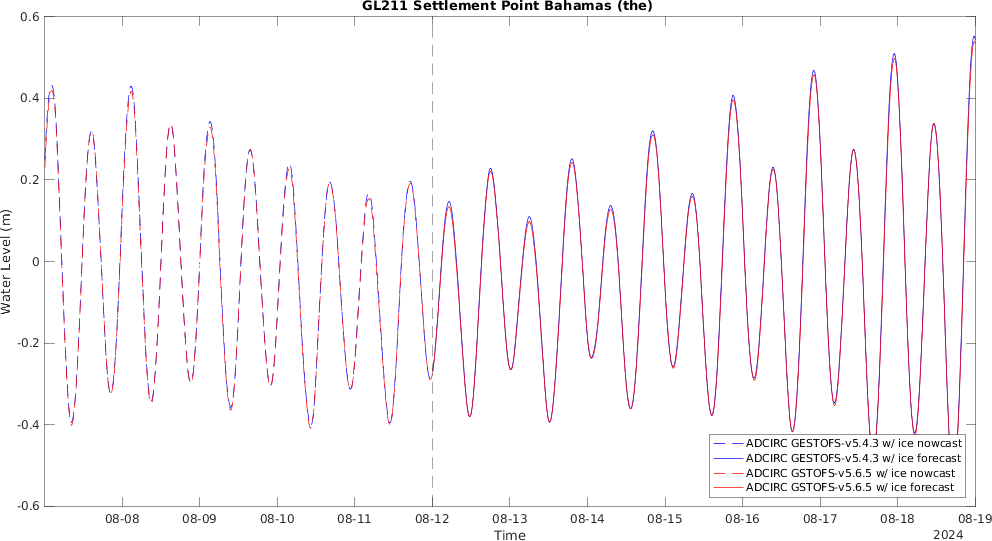 GL211 Settlement Point Bahamas (the)
0.6
0.4
0.2
0
-0.2
-0.4
-0.6
Water Level (m)
ADCIRC GESTOFS-v5.4.3 w/ ice nowcast
ADCIRC GESTOFS-v5.4.3 w/ ice forecast
ADCIRC GSTOFS-v5.6.5 w/ ice nowcast
ADCIRC GSTOFS-v5.6.5 w/ ice forecast
08-08 08-09 08-10 08-11 08-12 08-13 08-14 08-15 08-16 08-17 08-18 08-19
Time
2024